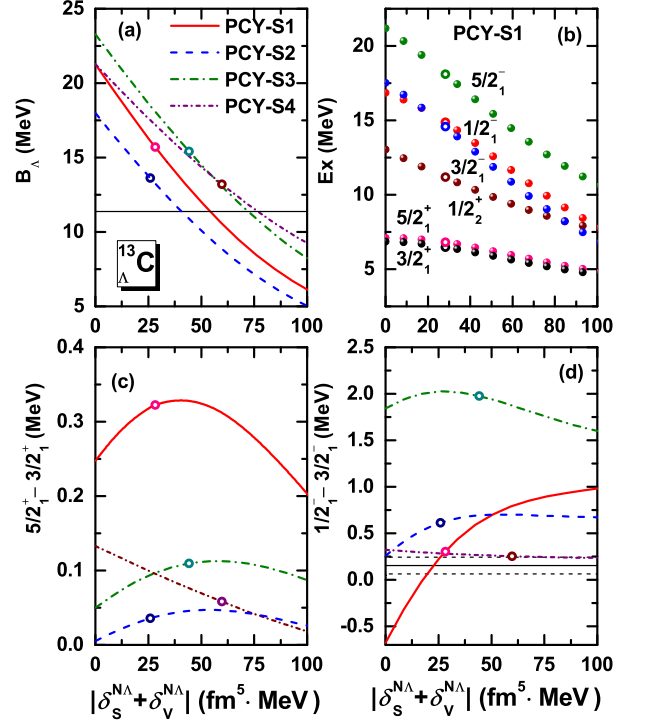 (a)
PCY-S1
PCY-S2
PCY-S3
PCY-S4
B_Λ (MeV)
25
20
15
10
5
¹³_ΛC
0 25 50 75 100
PCY-S1 (b)
Ex (MeV)
25
20
15
10
5
5/2₁⁻
1/2₁⁻
3/2₁⁻
1/2₂⁺
5/2₁⁺
3/2₁⁺
0 20 40 60 80 100
(c)
5/2₁⁺ – 3/2₁⁺ (MeV)
0.4
0.3
0.2
0.1
0.0
0 25 50 75 100
|δ_S^{NΛ}+δ_V^{NΛ}| (fm⁵· MeV)
(d)
1/2₁⁻ – 3/2₁⁻ (MeV)
2.5
2.0
1.5
1.0
0.5
0.0
-0.5
0 25 50 75 100
|δ_S^{NΛ}+δ_V^{NΛ}| (fm⁵· MeV)